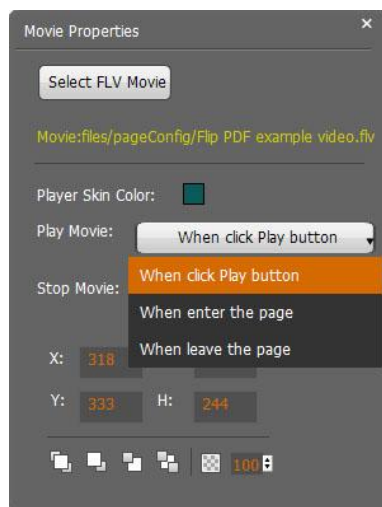 Movie Properties ×
Select FLV Movie
Movie:files/pageConfig/Flip PDF example video.flv
Player Skin Color:
Play Movie: When click Play button
When click Play button
Stop Movie:
When enter the page
When leave the page
X: 318
Y: 333 H: 244
100